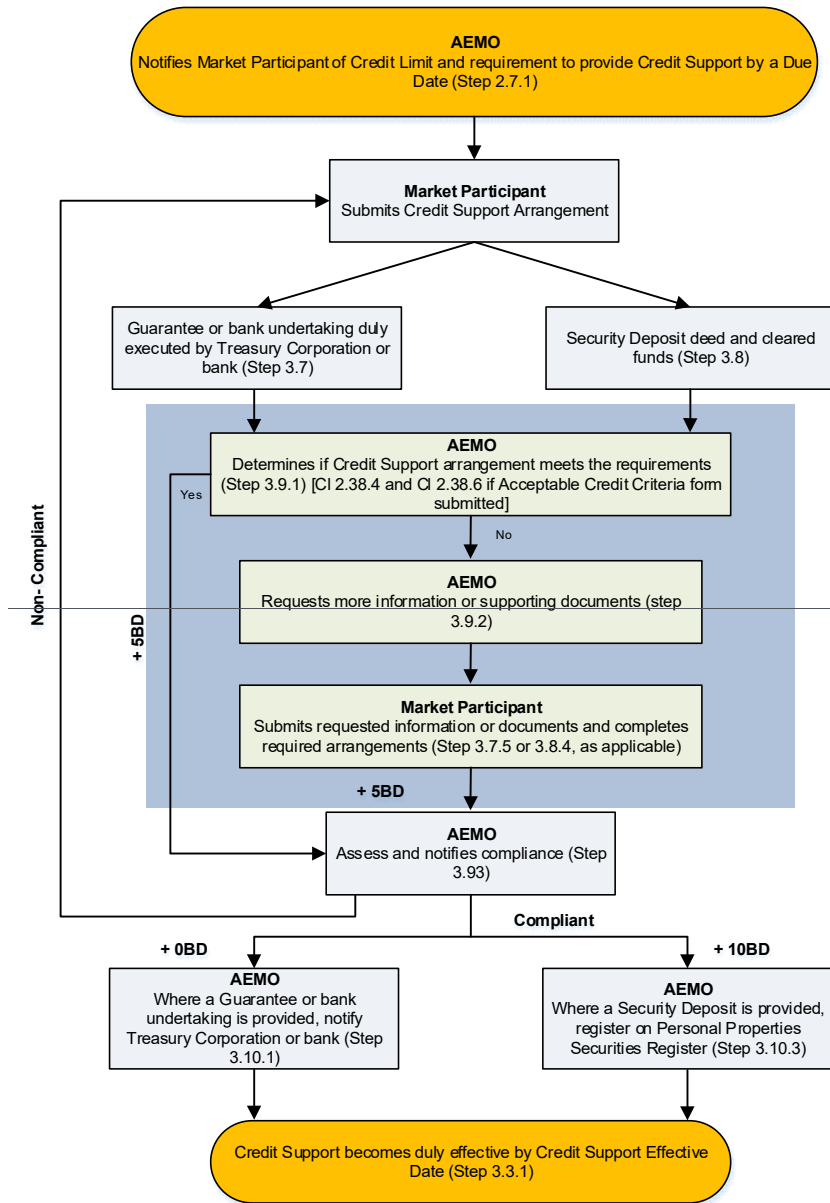 AEMO
Notifies Market Participant of Credit Limit and requirement to provide Credit Support by a Due
Date (Step 2.7.1)
Market Participant
Submits Credit Support Arrangement
Guarantee or bank undertaking duly
executed by Treasury Corporation or
bank (Step 3.7)
Security Deposit deed and cleared
funds (Step 3.8)
AEMO
Determines if Credit Support arrangement meets the requirements
(Step 3.9.1) [Cl 2.38.4 and Cl 2.38.6 if Acceptable Credit Criteria form
submitted]
Yes
No
AEMO
Requests more information or supporting documents (step
3.9.2)
Non- Compliant
+ 5BD
Market Participant
Submits requested information or documents and completes
required arrangements (Step 3.7.5 or 3.8.4, as applicable)
+ 5BD
AEMO
Assess and notifies compliance (Step
3.93)
Compliant
+ 0BD
+ 10BD
AEMO
Where a Guarantee or bank
undertaking is provided, notify
Treasury Corporation or bank (Step
3.10.1)
AEMO
Where a Security Deposit is provided,
register on Personal Properties
Securities Register (Step 3.10.3)
Credit Support becomes duly effective by Credit Support Effective
Date (Step 3.3.1)